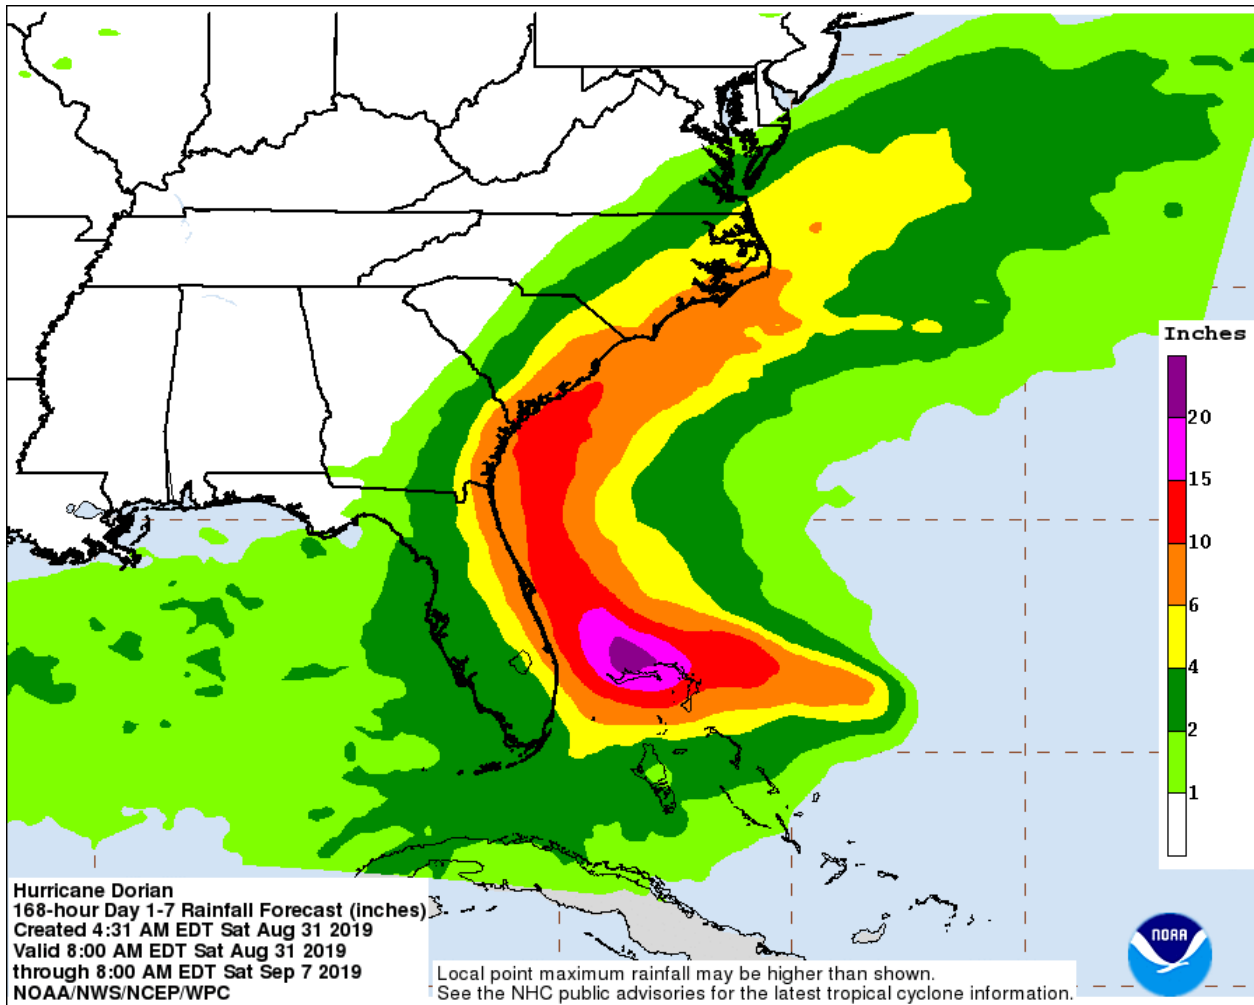 Inches
20
15
10
6
4
2
1
Hurricane Dorian
168-hour Day 1-7 Rainfall Forecast (inches)
Created 4:31 AM EDT Sat Aug 31 2019
Valid 8:00 AM EDT Sat Aug 31 2019
through 8:00 AM EDT Sat Sep 7 2019
NOAA/NWS/NCEP/WPC
Local point maximum rainfall may be higher than shown.
See the NHC public advisories for the latest tropical cyclone information.
NOAA